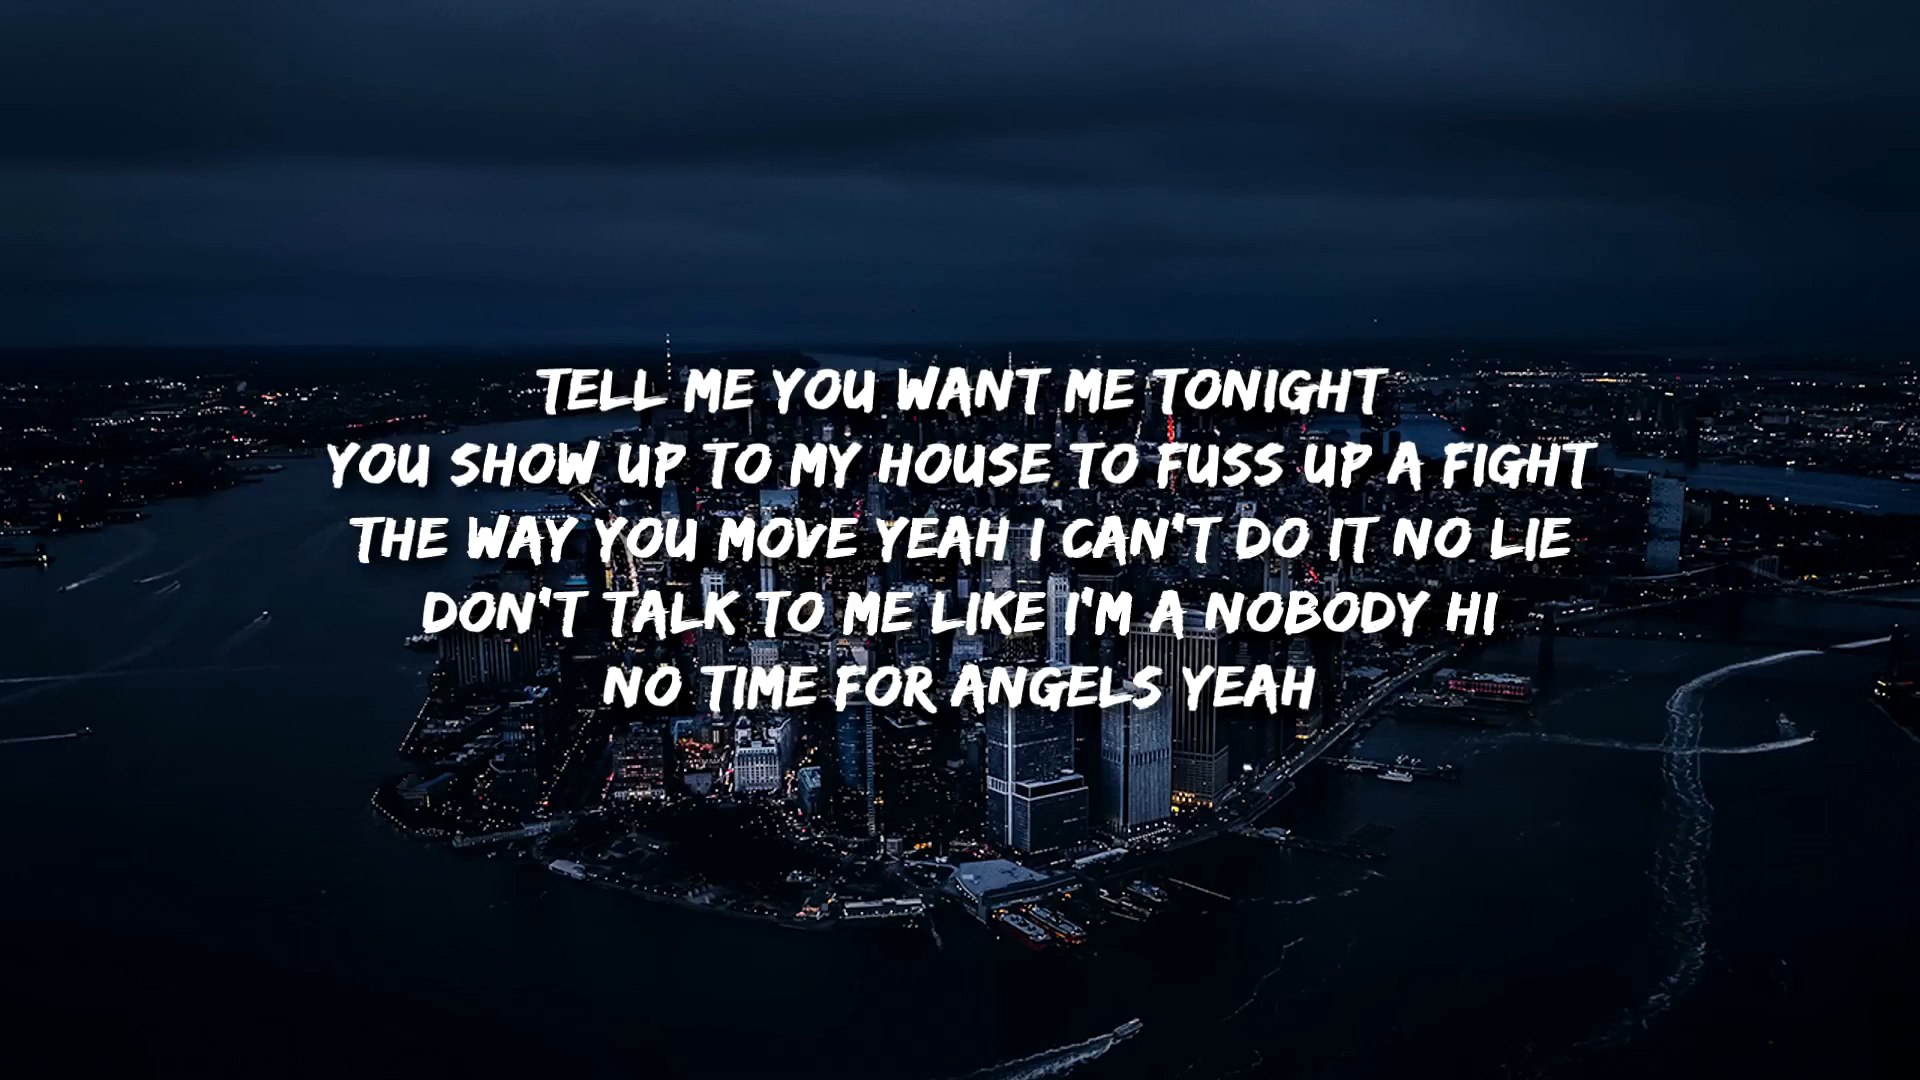 TELL ME YOU WANT ME TONIGHT
YOU SHOW UP TO MY HOUSE TO FUSS UP A FIGHT
THE WAY YOU MOVE YEAH I CAN'T DO IT NO LIE
DON'T TALK TO ME LIKE I'M A NOBODY HI
NO TIME FOR ANGELS YEAH